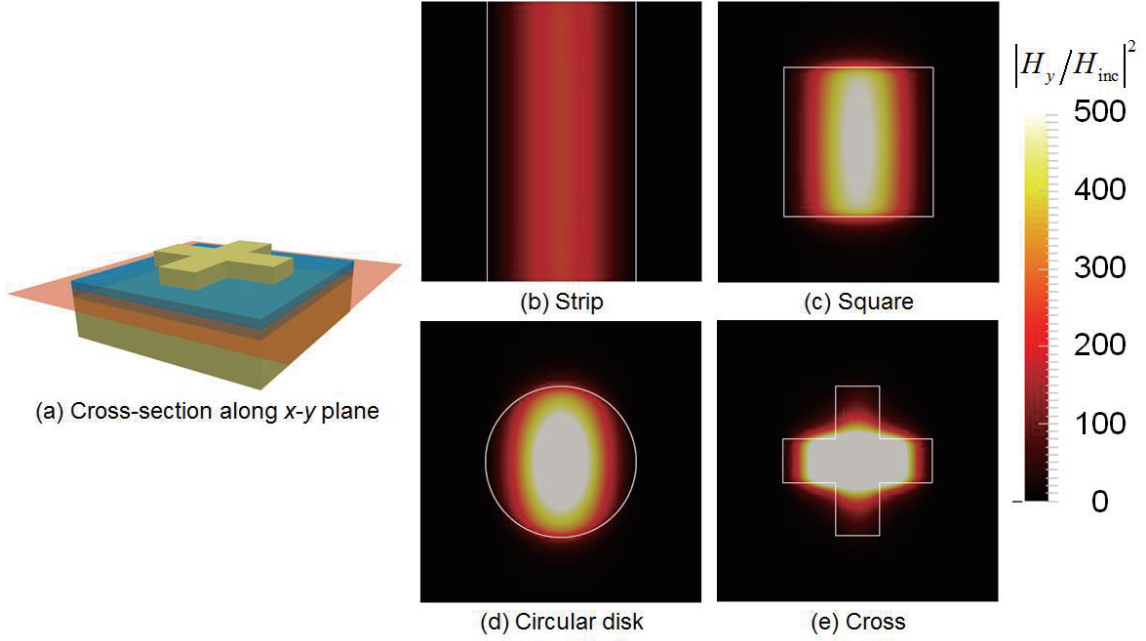 (a) Cross-section along x-y plane
(b) Strip
(c) Square
(d) Circular disk
(e) Cross
|H_y/H_inc|^2
500
400
300
200
100
0